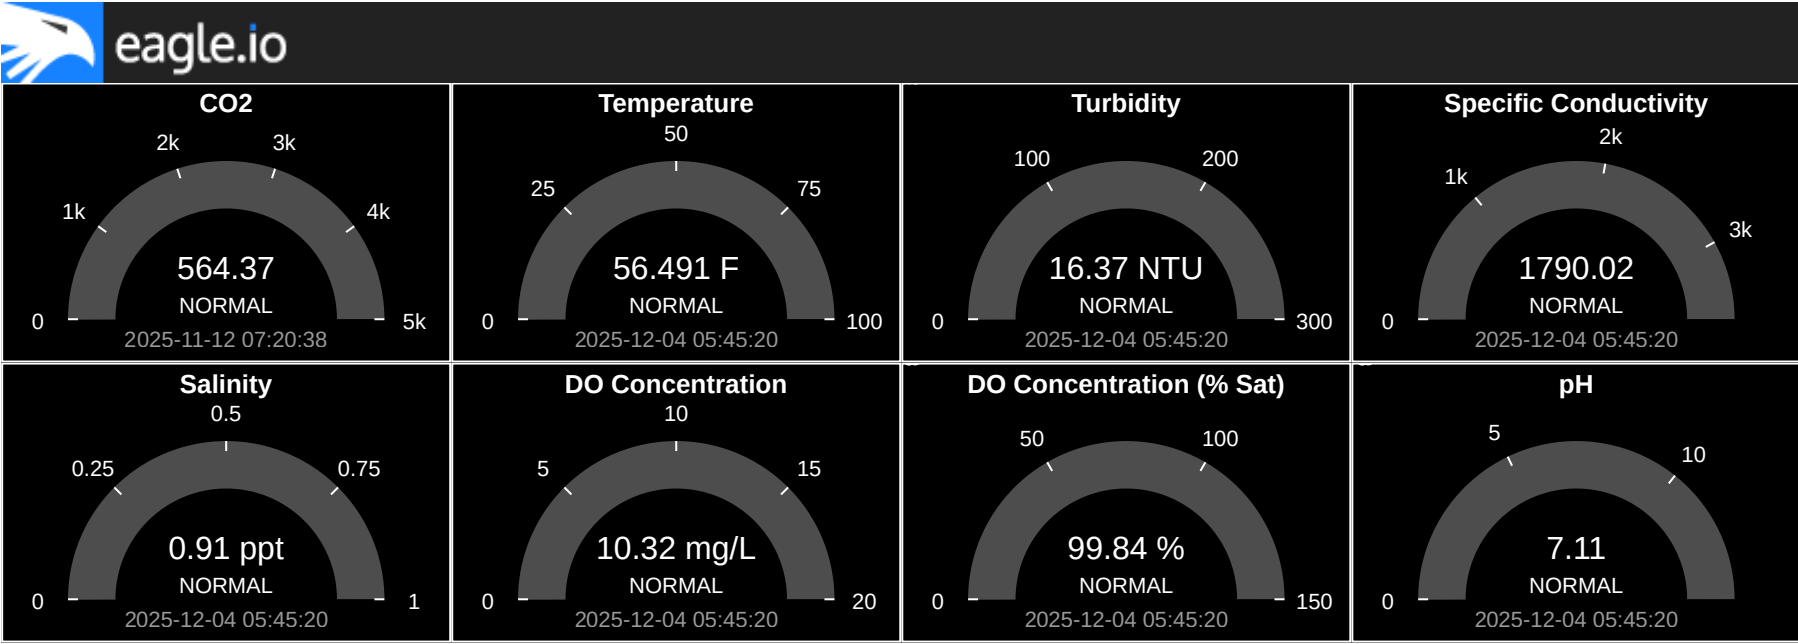 eagle.io
CO2
2k
3k
1k
4k
564.37
NORMAL
0
5k
2025-11-12 07:20:38
Temperature
50
25
75
56.491 F
NORMAL
0
100
2025-12-04 05:45:20
Turbidity
100
200
16.37 NTU
NORMAL
0
300
2025-12-04 05:45:20
Specific Conductivity
2k
1k
3k
1790.02
NORMAL
0
2025-12-04 05:45:20
Salinity
0.5
0.25
0.75
0.91 ppt
NORMAL
0
1
2025-12-04 05:45:20
DO Concentration
10
5
15
10.32 mg/L
NORMAL
0
20
2025-12-04 05:45:20
DO Concentration (% Sat)
50
100
99.84 %
NORMAL
0
150
2025-12-04 05:45:20
pH
5
10
7.11
NORMAL
0
2025-12-04 05:45:20